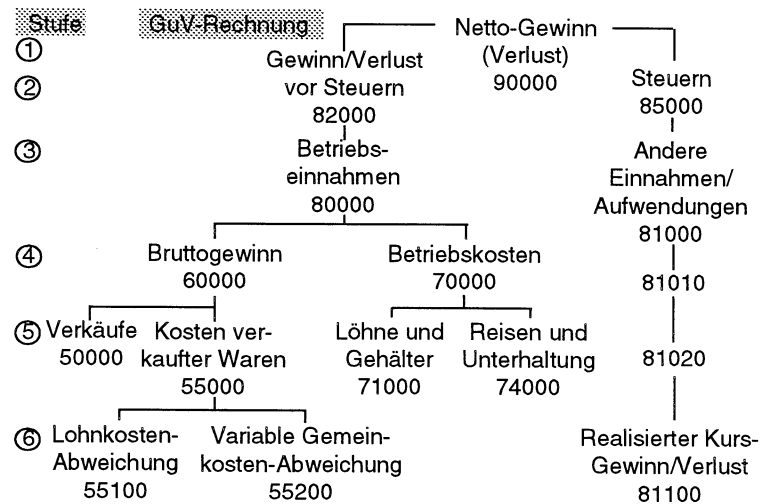 Stufe GuV-Rechnung
Netto-Gewinn
(Verlust)
90000
①
Gewinn/Verlust
②
vor Steuern
82000
Steuern
85000
③
Betriebs-
einnahmen
80000
Andere
Einnahmen/
Aufwendungen
81000
④
Bruttogewinn
60000
Betriebskosten
70000
81010
⑤
Verkäufe
50000
Kosten ver-
kaufter Waren
55000
Löhne und
Gehälter
71000
Reisen und
Unterhaltung
74000
81020
⑥
Lohnkosten-
Abweichung
55100
Variable Gemein-
kosten-Abweichung
55200
Realisierter Kurs-
Gewinn/Verlust
81100